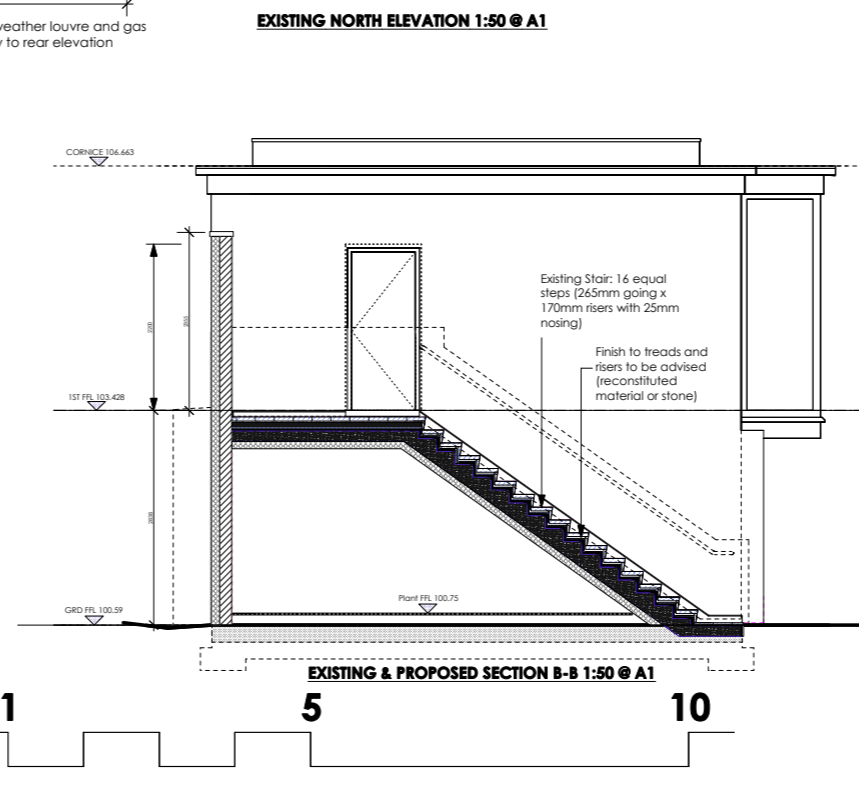 EXISTING NORTH ELEVATION 1:50 @ A1
weather louvre and gas
to rear elevation
CORNICE 106.663
Existing Stair: 16 equal
steps (265mm going x
170mm risers with 25mm
nosing)
Finish to treads and
risers to be advised
(reconstituted
material or stone)
1ST FFL 103.428
Plant FFL 100.75
GRD FFL 100.59
EXISTING & PROPOSED SECTION B-B 1:50 @ A1
1
5
10